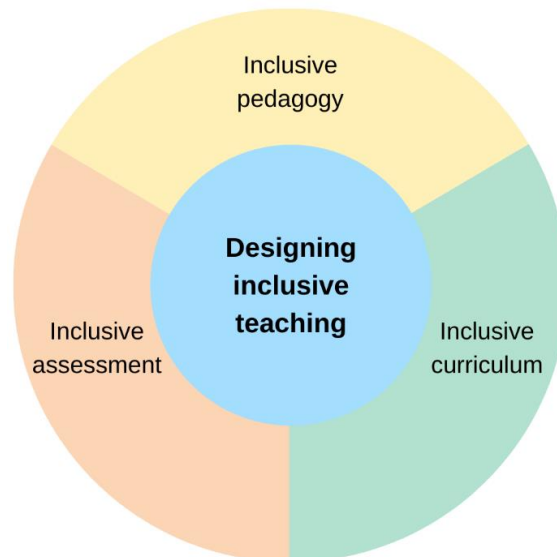 Inclusive
pedagogy
Designing
inclusive
teaching
Inclusive
assessment
Inclusive
curriculum